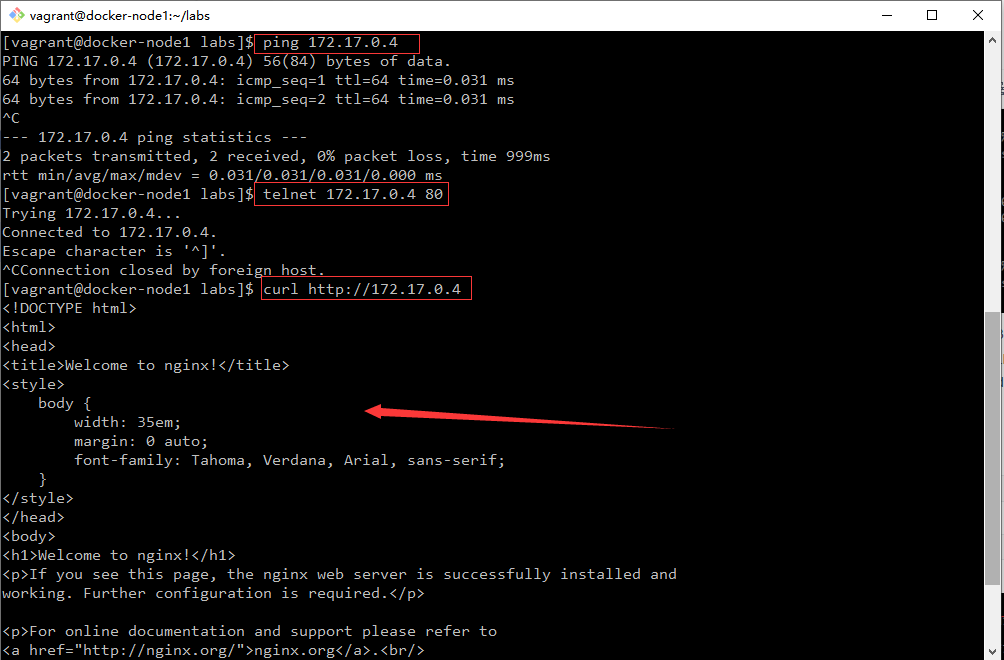 vagrant@docker-node1:~/labs
[vagrant@docker-node1 labs]$ ping 172.17.0.4
PING 172.17.0.4 (172.17.0.4) 56(84) bytes of data.
64 bytes from 172.17.0.4: icmp_seq=1 ttl=64 time=0.031 ms
64 bytes from 172.17.0.4: icmp_seq=2 ttl=64 time=0.031 ms
^C
--- 172.17.0.4 ping statistics ---
2 packets transmitted, 2 received, 0% packet loss, time 999ms
rtt min/avg/max/mdev = 0.031/0.031/0.031/0.000 ms
[vagrant@docker-node1 labs]$ telnet 172.17.0.4 80
Trying 172.17.0.4...
Connected to 172.17.0.4.
Escape character is '^]'.
^CConnection closed by foreign host.
[vagrant@docker-node1 labs]$ curl http://172.17.0.4
<!DOCTYPE html>
<html>
<head>
<title>Welcome to nginx!</title>
<style>
    body {
        width: 35em;
        margin: 0 auto;
        font-family: Tahoma, Verdana, Arial, sans-serif;
    }
</style>
</head>
<body>
<h1>Welcome to nginx!</h1>
<p>If you see this page, the nginx web server is successfully installed and
working. Further configuration is required.</p>

<p>For online documentation and support please refer to
<a href="http://nginx.org/">nginx.org</a>.<br/>